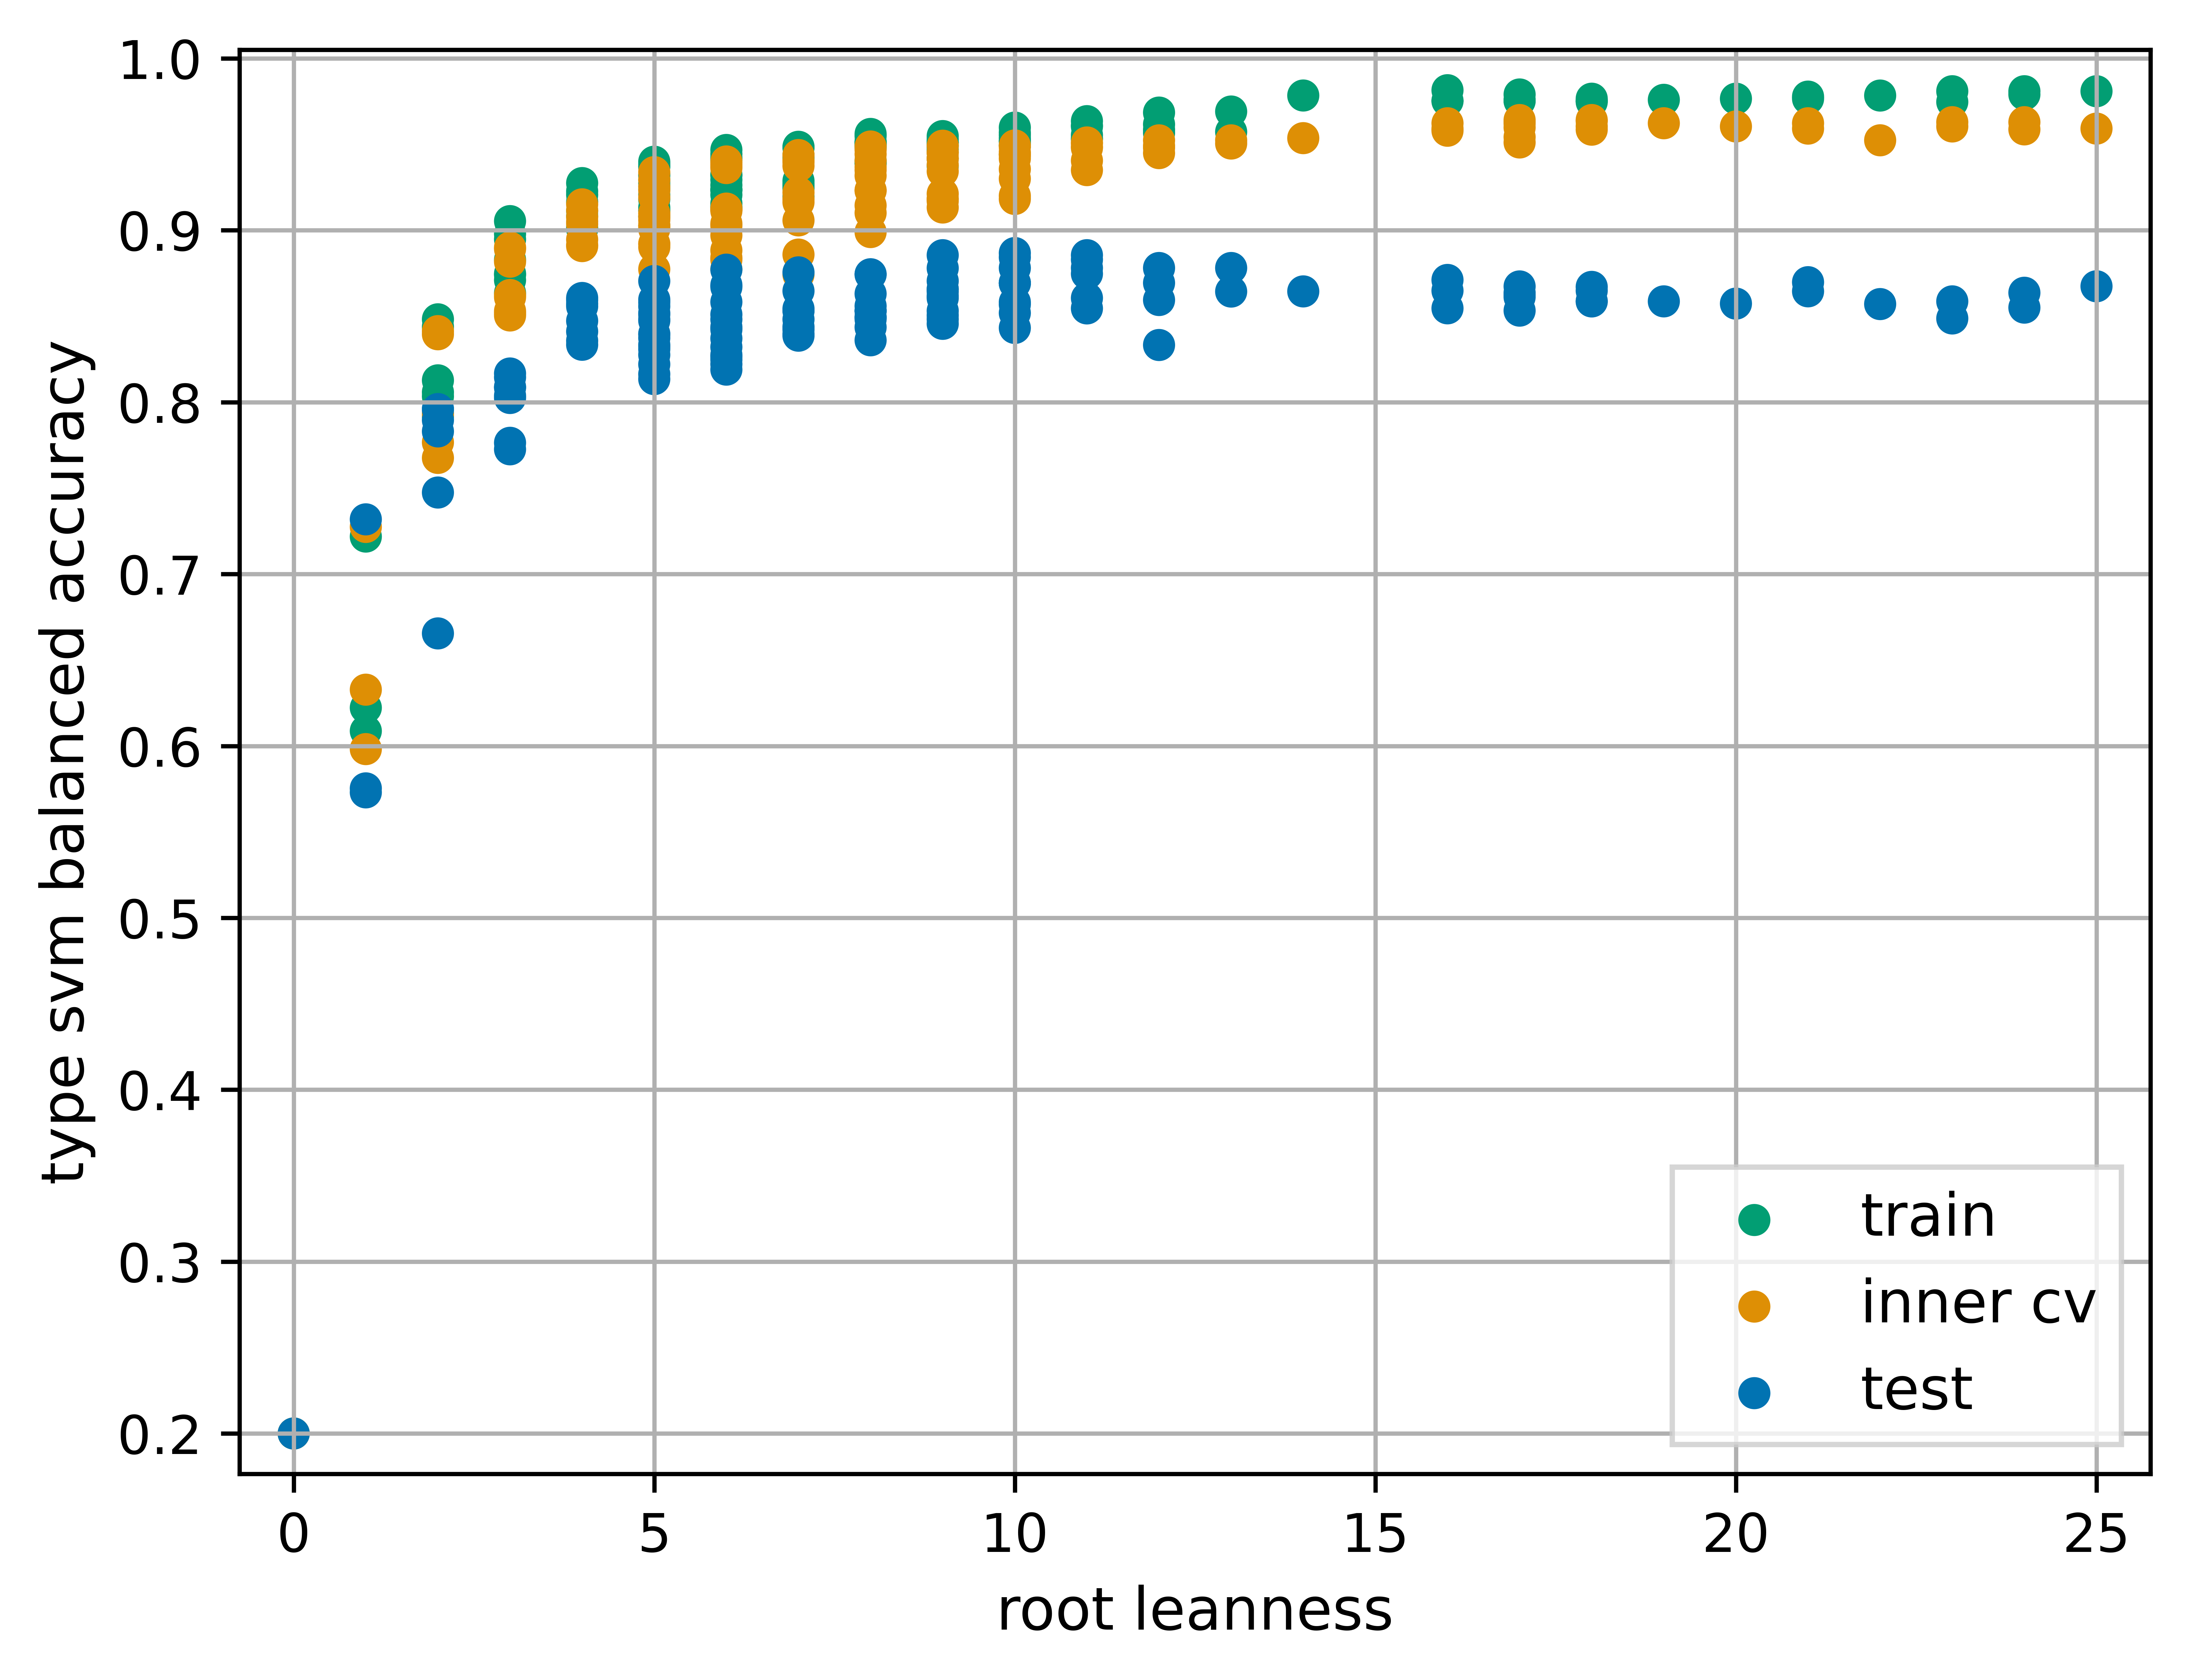 1.0
0.9
0.8
0.7
0.6
0.5
0.4
0.3
0.2
type svm balanced accuracy
train
inner cv
test
0 5 10 15 20 25
root leanness